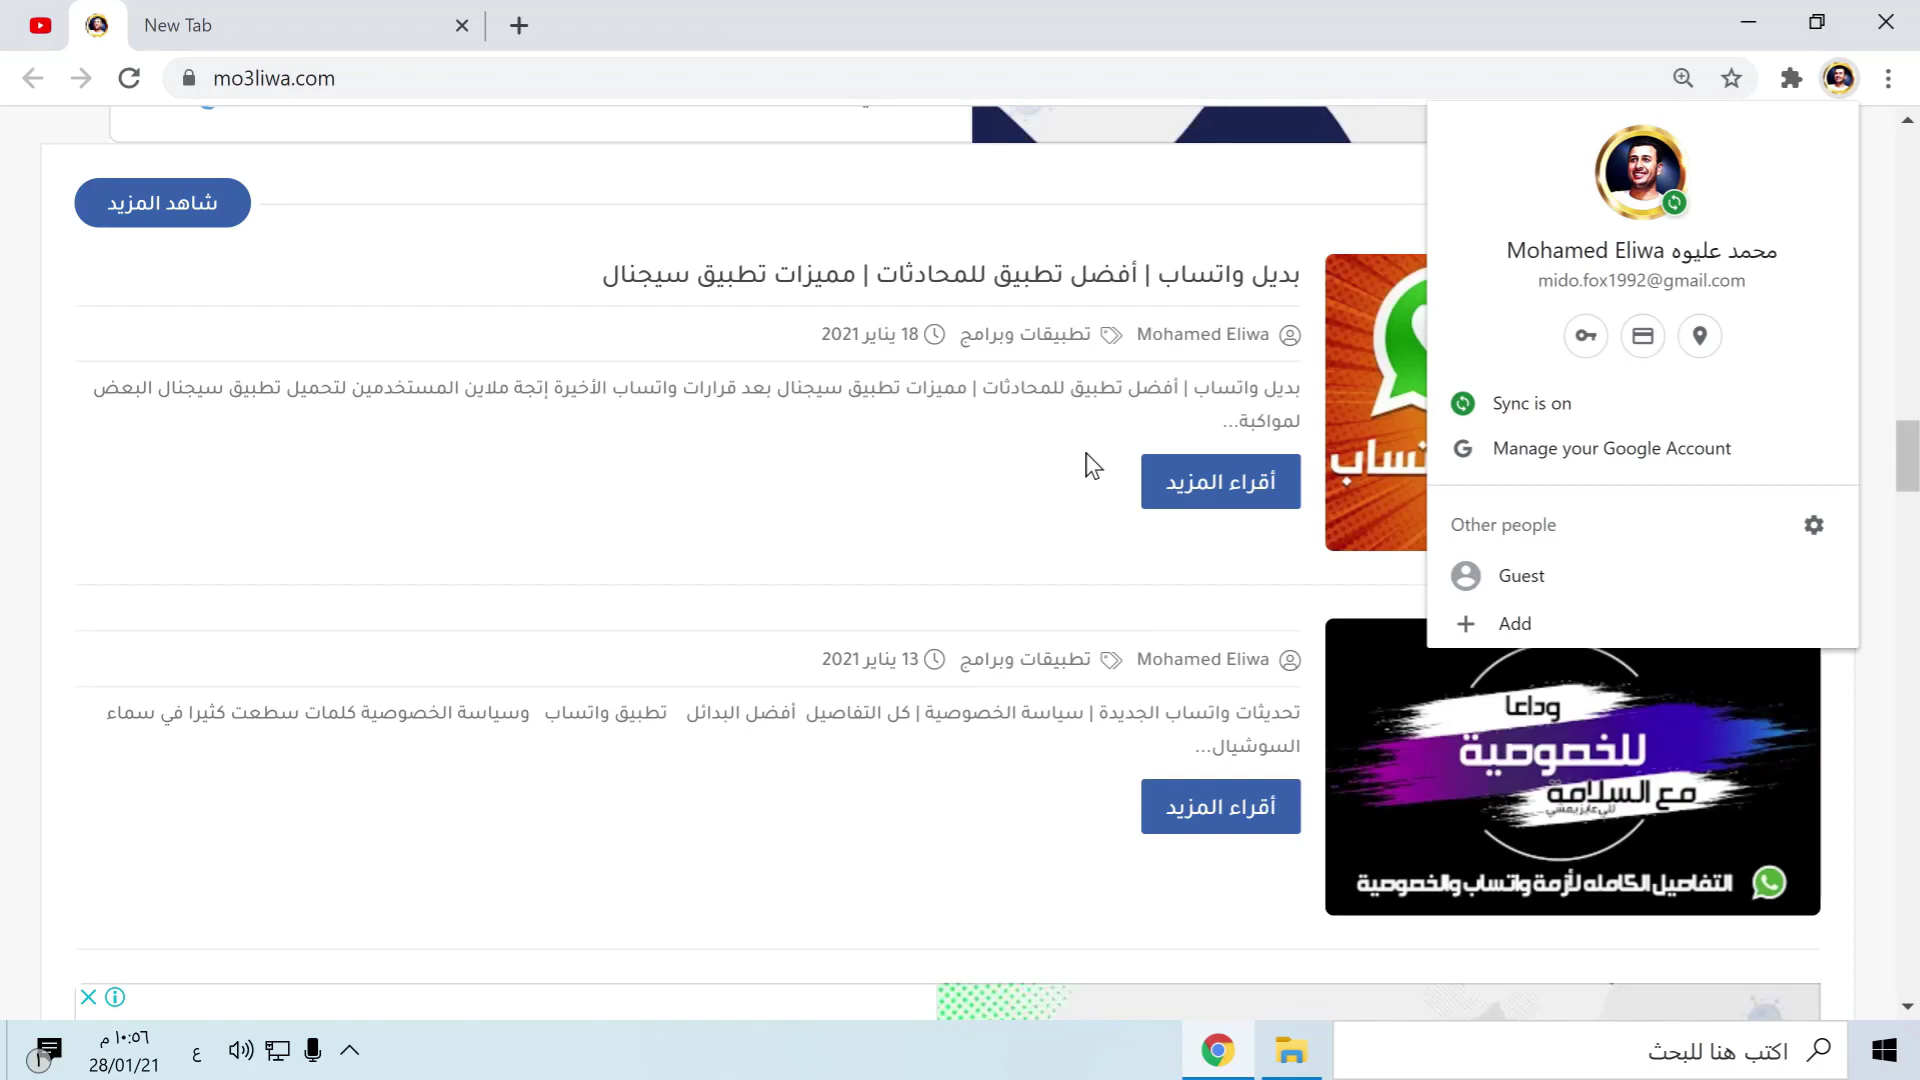 New Tab
mo3liwa.com
شاهد المزيد
بديل واتساب | أفضل تطبيق للمحادثات | مميزات تطبيق سيجنال
Mohamed Eliwa تطبيقات وبرامج 18 يناير 2021
بديل واتساب | أفضل تطبيق للمحادثات | مميزات تطبيق سيجنال بعد قرارات واتساب الأخيرة إتجة ملاين المستخدمين لتحميل تطبيق سيجنال البعض
لمواكبة...
أقراء المزيد
Mohamed Eliwa تطبيقات وبرامج 13 يناير 2021
تحديثات واتساب الجديدة | سياسة الخصوصية | كل التفاصيل أفضل البدائل تطبيق واتساب وسياسة الخصوصية كلمات سطعت كثيرا في سماء
السوشيال...
أقراء المزيد
وداعا
للخصوصية
مع السلامة
للي عايز يمشي
التفاصيل الكامله لأزمة واتساب والخصوصية
Mohamed Eliwa محمد عليوه
mido.fox1992@gmail.com
Sync is on
Manage your Google Account
Other people
Guest
Add
اكتب هنا للبحث
ع
١٠:٥٦ م
28/01/21
١